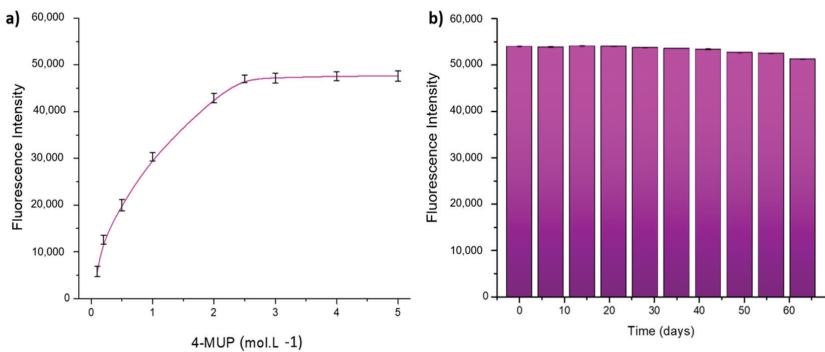 a)
60,000
50,000
40,000
30,000
20,000
10,000
0
Fluorescence Intensity
0 1 2 3 4 5
4-MUP (mol.L -1)
b)
60,000
50,000
40,000
30,000
20,000
10,000
0
Fluorescence Intensity
0 10 20 30 40 50 60
Time (days)